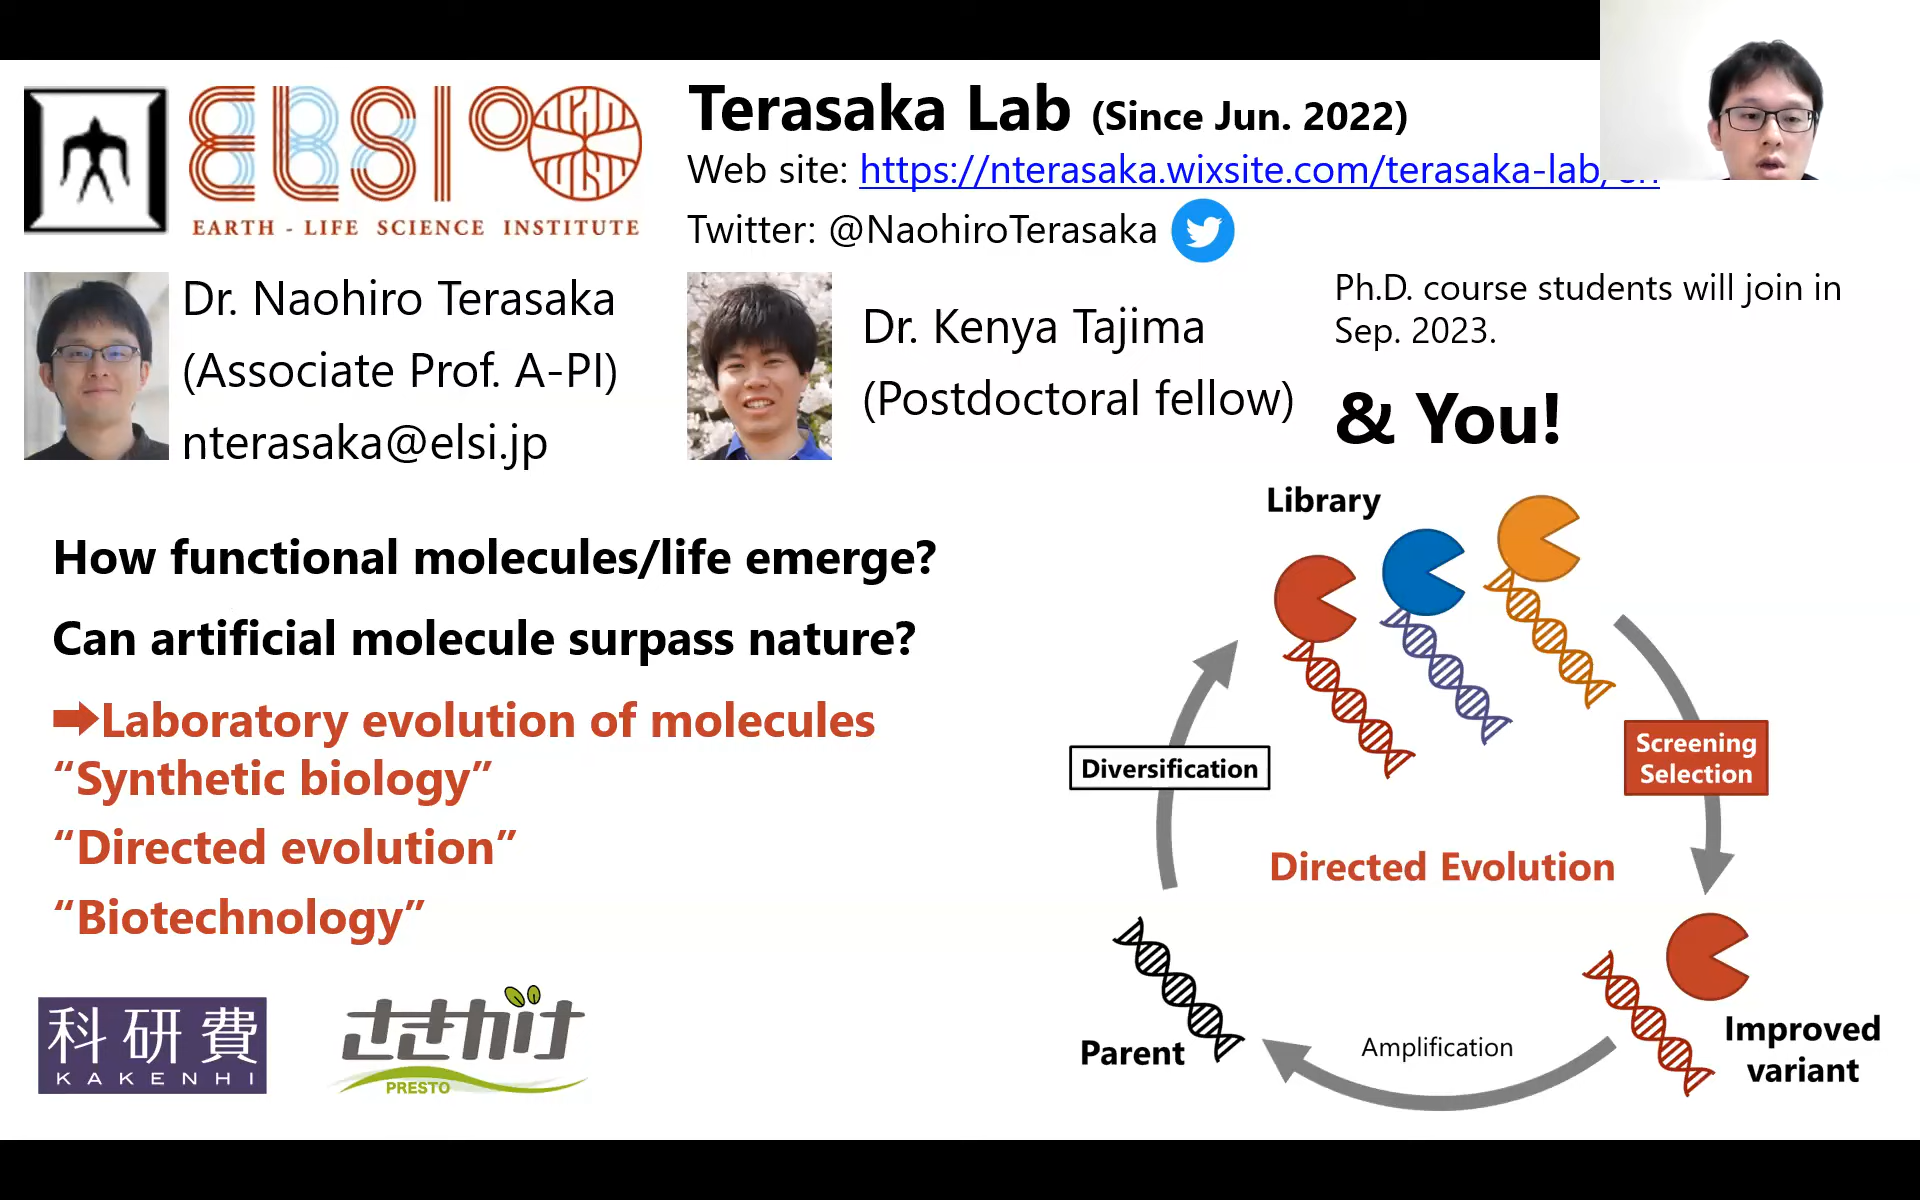 EARTH - LIFE SCIENCE INSTITUTE
ELSI
Terasaka Lab (Since Jun. 2022)
Web site: https://nterasaka.wixsite.com/terasaka-lab/en
Twitter: @NaohiroTerasaka
Dr. Naohiro Terasaka
(Associate Prof. A-PI)
nterasaka@elsi.jp
Dr. Kenya Tajima
(Postdoctoral fellow)
Ph.D. course students will join in
Sep. 2023.
& You!
How functional molecules/life emerge?
Can artificial molecule surpass nature?
➡Laboratory evolution of molecules
“Synthetic biology”
“Directed evolution”
“Biotechnology”
科研費
KAKENHI
さきがけ
PRESTO
Library
Diversification
Screening
Selection
Directed Evolution
Parent
Amplification
Improved
variant